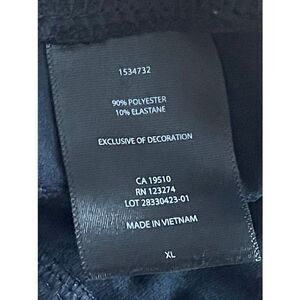 1534732
90% POLYESTER
10% ELASTANE
EXCLUSIVE OF DECORATION
CA 19510
RN 123274
LOT 28330423-01
MADE IN VIETNAM
XL